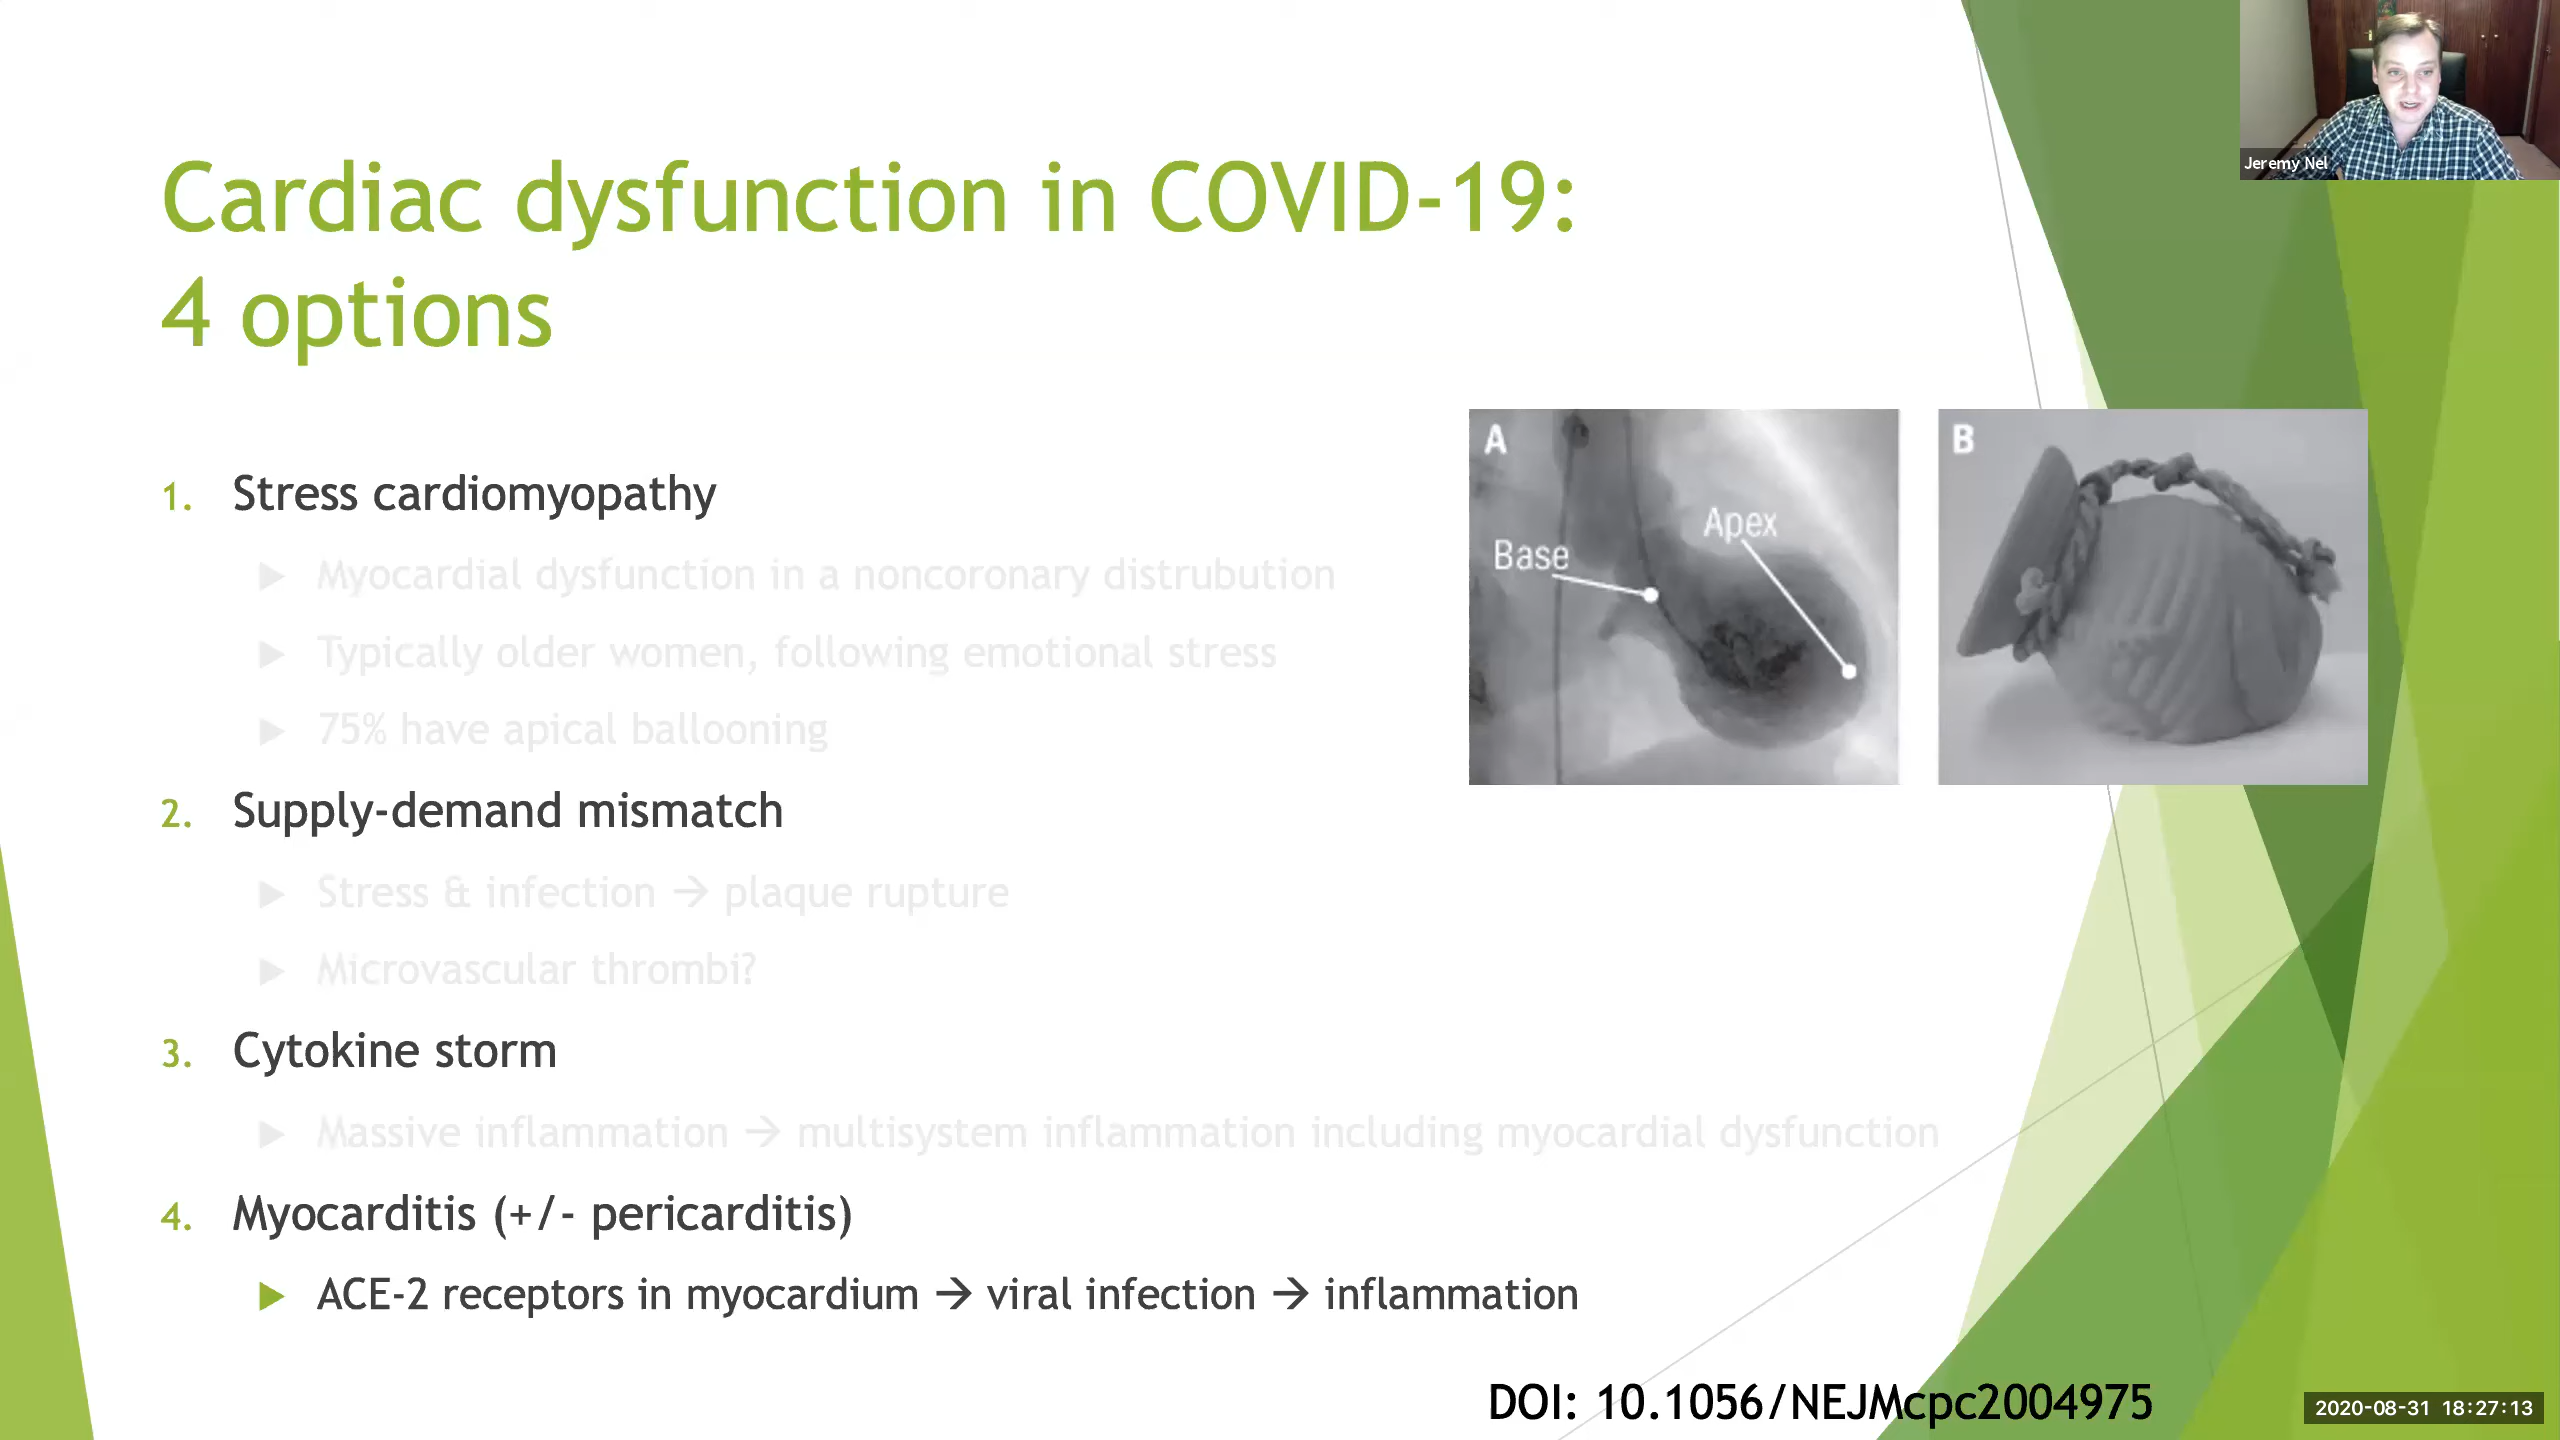 Jeremy Nel
Cardiac dysfunction in COVID-19:
4 options
A
B
Base
Apex
1. Stress cardiomyopathy
▶ Myocardial dysfunction in a noncoronary distrubution
▶ Typically older women, following emotional stress
▶ 75% have apical ballooning
2. Supply-demand mismatch
▶ Stress & infection → plaque rupture
▶ Microvascular thrombi?
3. Cytokine storm
▶ Massive inflammation → multisystem inflammation including myocardial dysfunction
4. Myocarditis (+/- pericarditis)
▶ ACE-2 receptors in myocardium → viral infection → inflammation
DOI: 10.1056/NEJMcpc2004975
2020-08-31 18:27:13